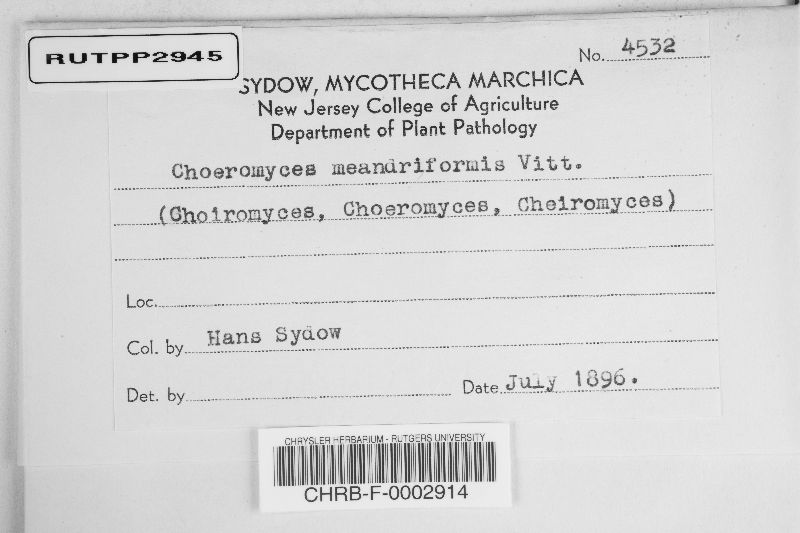 RUTPP2945
No. 4532
SYDOW, MYCOTHECA MARCHICA
New Jersey College of Agriculture
Department of Plant Pathology
Choeromyces meandriformis Vitt.
(Choiromyces, Choeromyces, Cheiromyces)
Loc.
Col. by Hans Sydow
Det. by Date July 1896.
CHRYSLER HERBARIUM - RUTGERS UNIVERSITY
CHRB-F-0002914